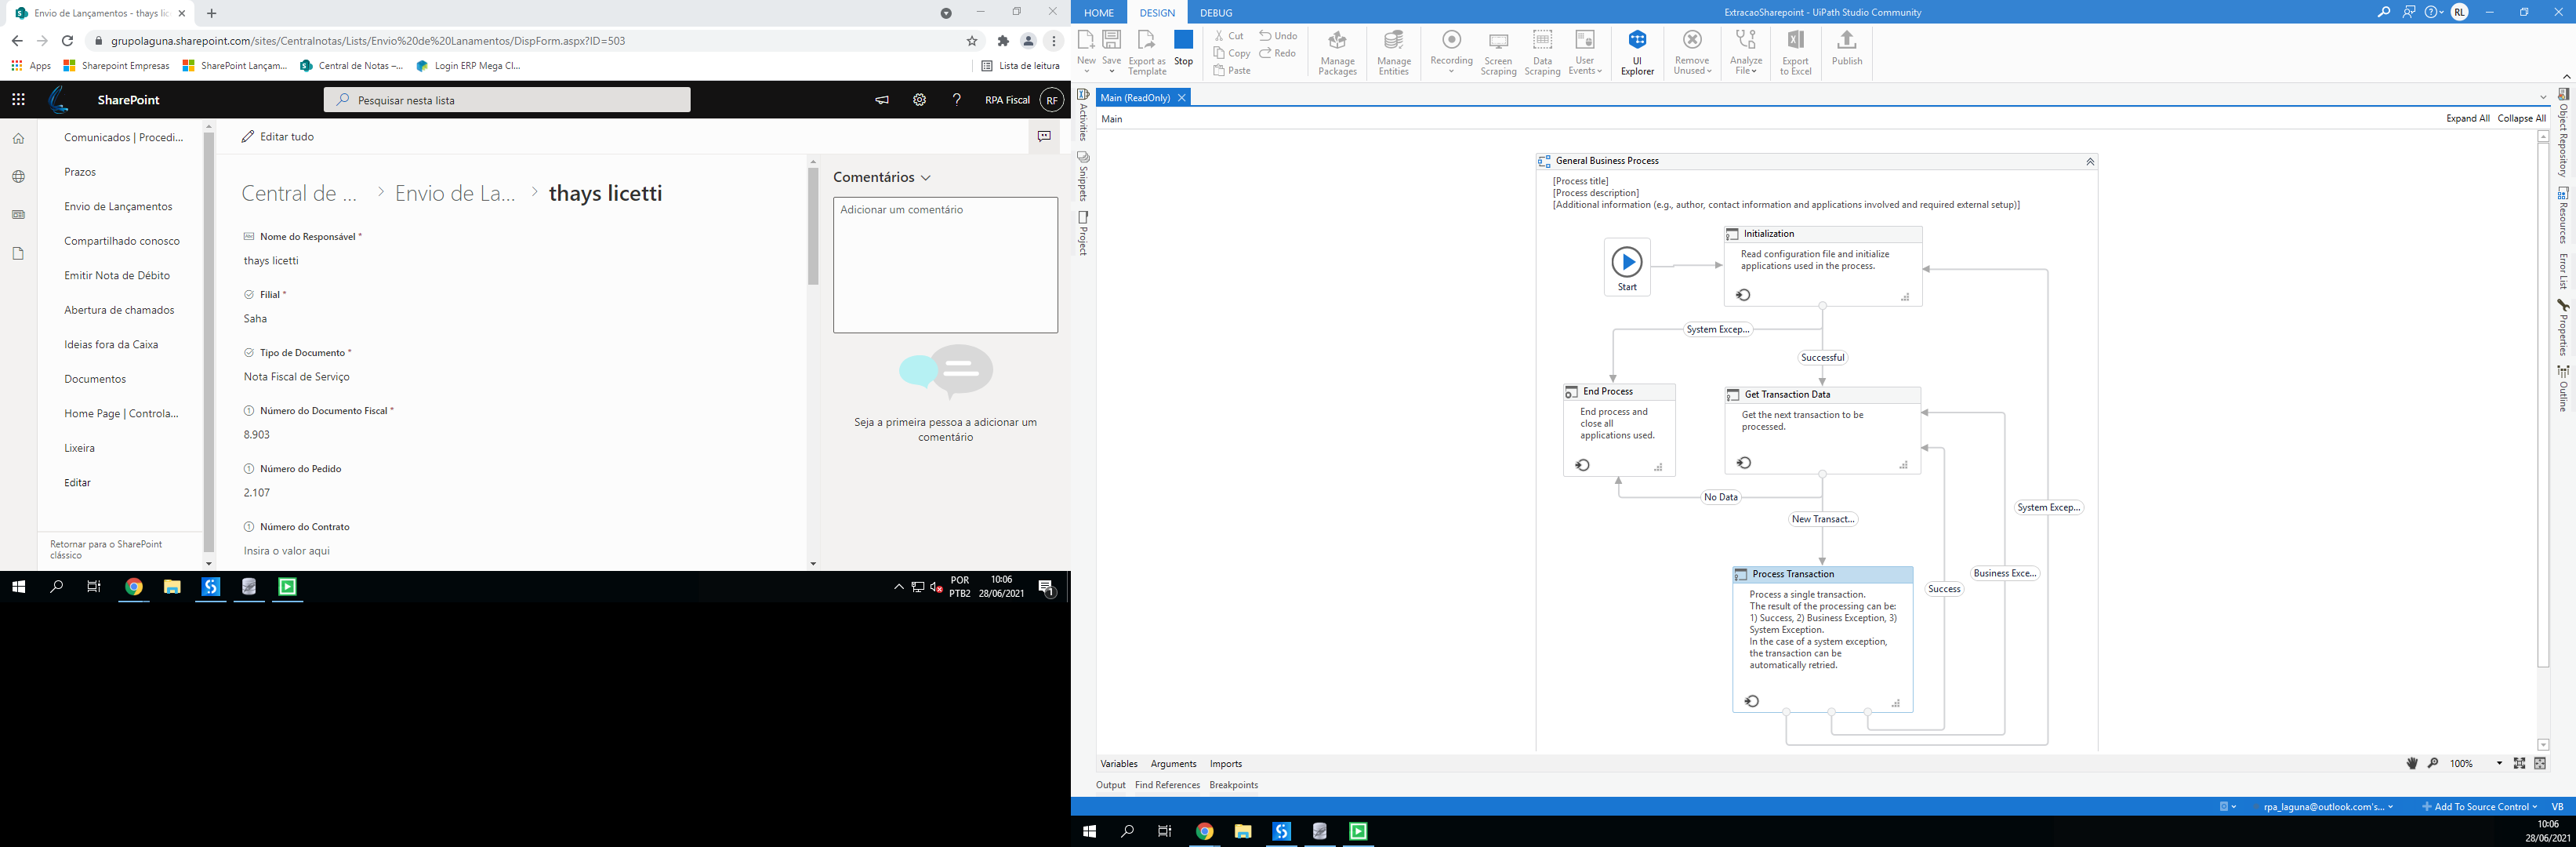 Envio de Lançamentos - thays lic
grupolaguna.sharepoint.com/sites/Centralnotas/Lists/Envio%20de%20Lanamentos/DispForm.aspx?ID=503
Apps
Sharepoint Empresas
SharePoint Lançam...
Central de Notas –...
Login ERP Mega Cl...
Lista de leitura
SharePoint
Pesquisar nesta lista
RPA Fiscal
RF
Comunicados | Procedi...
Prazos
Envio de Lançamentos
Compartilhado conosco
Emitir Nota de Débito
Abertura de chamados
Ideias fora da Caixa
Documentos
Home Page | Controla...
Lixeira
Editar
Retornar para o SharePoint
clássico
Editar tudo
Central de ...
Envio de La...
thays licetti
Nome do Responsável *
thays licetti
Filial *
Saha
Tipo de Documento *
Nota Fiscal de Serviço
Número do Documento Fiscal *
8.903
Número do Pedido
2.107
Número do Contrato
Insira o valor aqui
Comentários
Adicionar um comentário
Seja a primeira pessoa a adicionar um
comentário
POR
PTB2
10:06
28/06/2021
1
HOME
DESIGN
DEBUG
ExtracaoSharepoint - UiPath Studio Community
RL
New
Save
Export as
Template
Stop
Cut
Copy
Paste
Undo
Redo
Manage
Packages
Manage
Entities
Recording
Screen
Scraping
Data
Scraping
User
Events
UI
Explorer
Remove
Unused
Analyze
File
Export
to Excel
Publish
Main (ReadOnly)
Main
Expand All
Collapse All
Activities
Snippets
Project
Object Repository
Resources
Error List
Properties
Outline
General Business Process
[Process title]
[Process description]
[Additional information (e.g., author, contact information and applications involved and required external setup)]
Start
Initialization
Read configuration file and initialize
applications used in the process.
System Excep...
Successful
End Process
End process and
close all
applications used.
Get Transaction Data
Get the next transaction to be
processed.
No Data
New Transact...
System Excep...
Business Exce...
Success
Process Transaction
Process a single transaction.
The result of the processing can be:
1) Success, 2) Business Exception, 3)
System Exception.
In the case of a system exception,
the transaction can be
automatically retried.
Variables
Arguments
Imports
100%
Output
Find References
Breakpoints
rpa_laguna@outlook.com's...
Add To Source Control
VB
10:06
28/06/2021